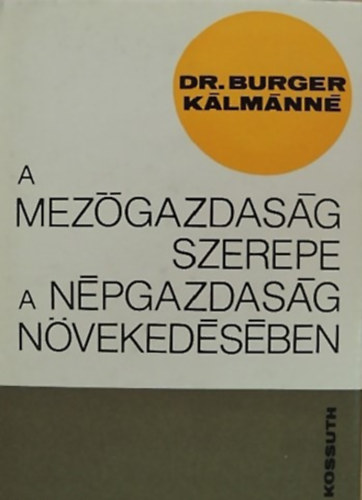 DR. BURGER
KÁLMÁNNÉ
A
MEZŐGAZDASÁG
SZEREPE
A NÉPGAZDASÁG
NÖVEKEDÉSÉBEN
KOSSUTH